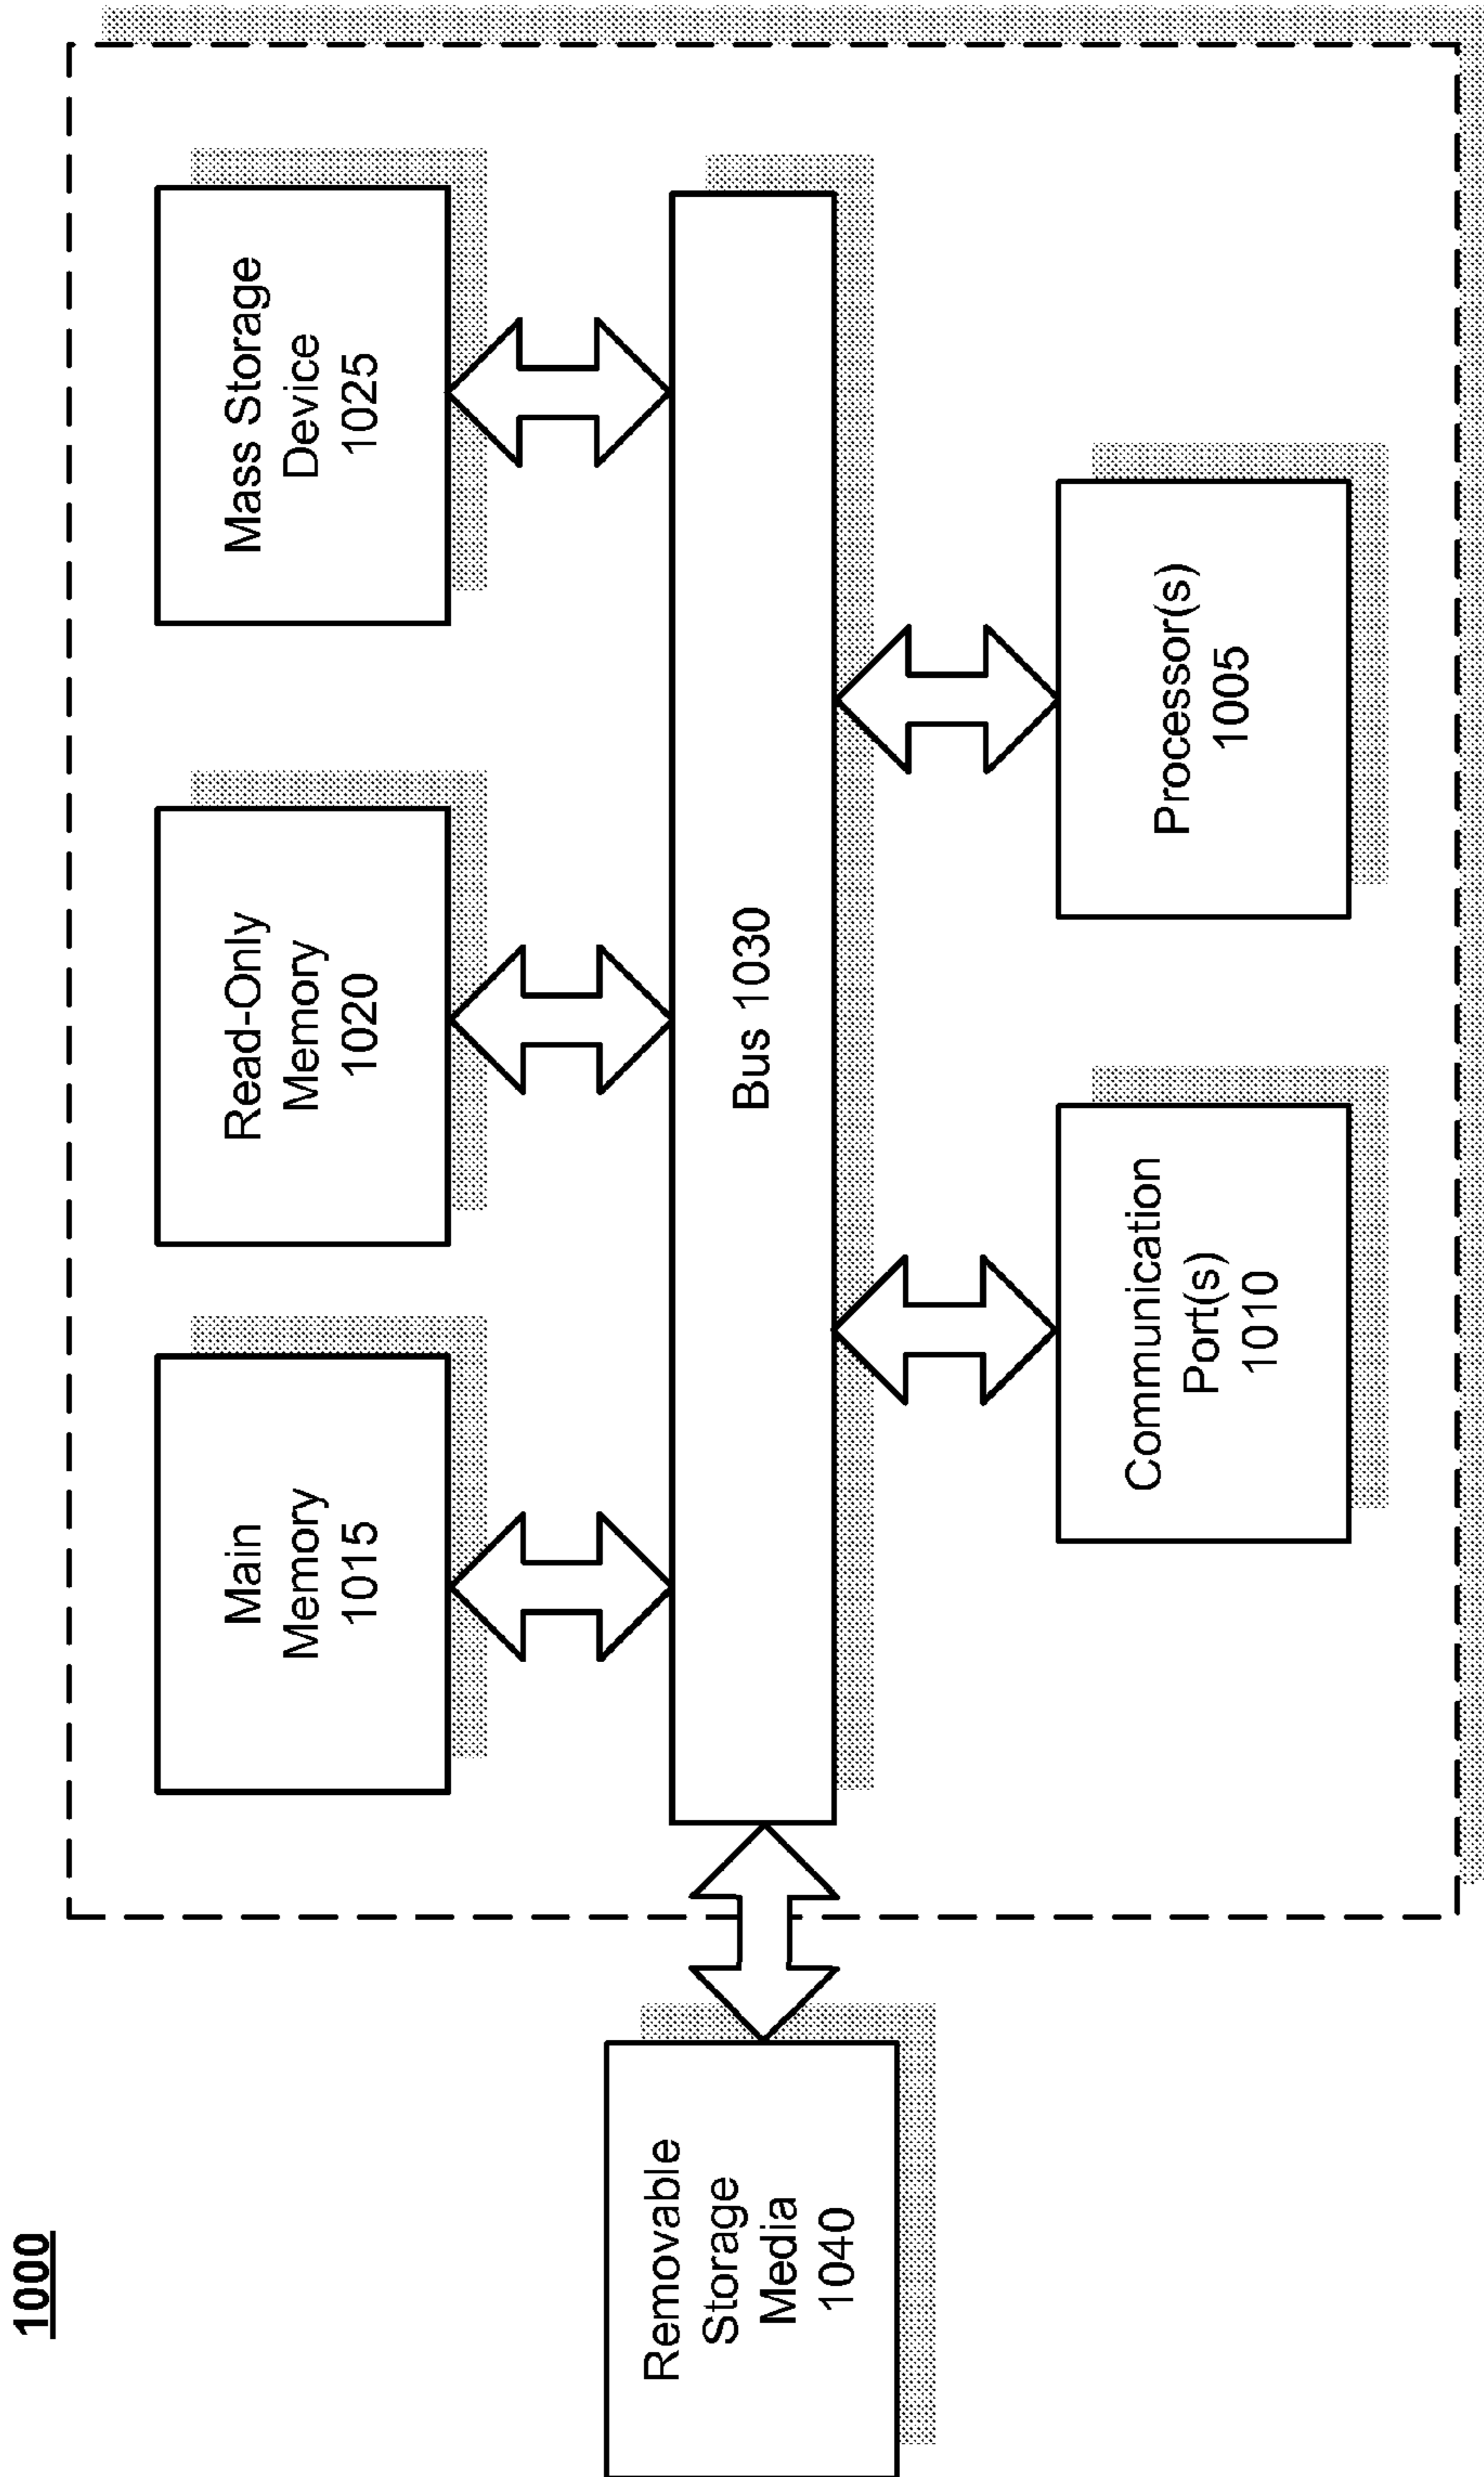 1000
Main
Memory
1015
Read-Only
Memory
1020
Mass Storage
Device
1025
Removable
Storage
Media
1040
Bus 1030
Communication
Port(s)
1010
Processor(s)
1005